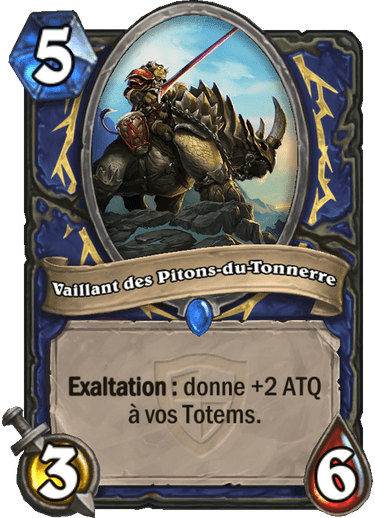 5
Vaillant des Pitons-du-Tonnerre
Exaltation : donne +2 ATQ
à vos Totems.
3
6